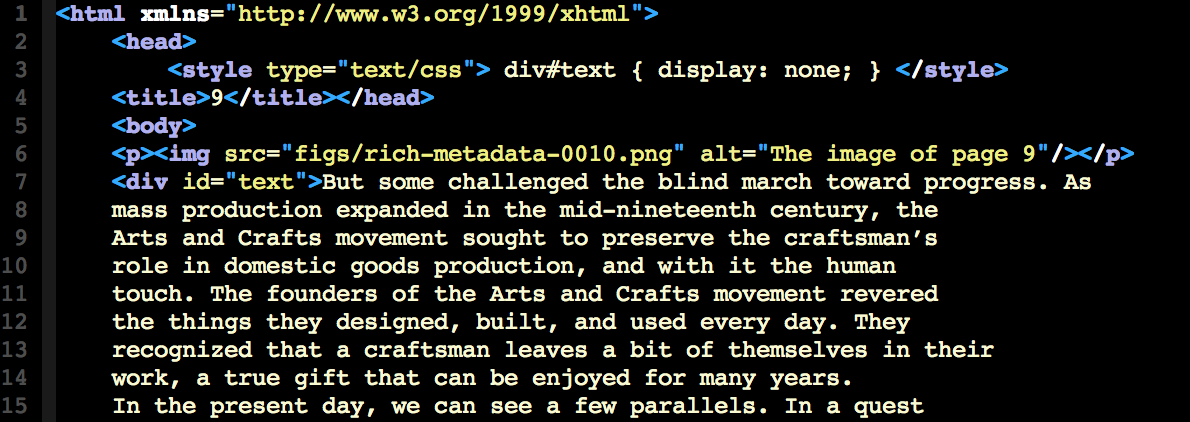 1 <html xmlns="http://www.w3.org/1999/xhtml">
2 <head>
3 <style type="text/css"> div#text { display: none; } </style>
4 <title>9</title></head>
5 <body>
6 <p><img src="figs/rich-metadata-0010.png" alt="The image of page 9"/></p>
7 <div id="text">But some challenged the blind march toward progress. As
8 mass production expanded in the mid-nineteenth century, the
9 Arts and Crafts movement sought to preserve the craftsman’s
10 role in domestic goods production, and with it the human
11 touch. The founders of the Arts and Crafts movement revered
12 the things they designed, built, and used every day. They
13 recognized that a craftsman leaves a bit of themselves in their
14 work, a true gift that can be enjoyed for many years.
15 In the present day, we can see a few parallels. In a quest